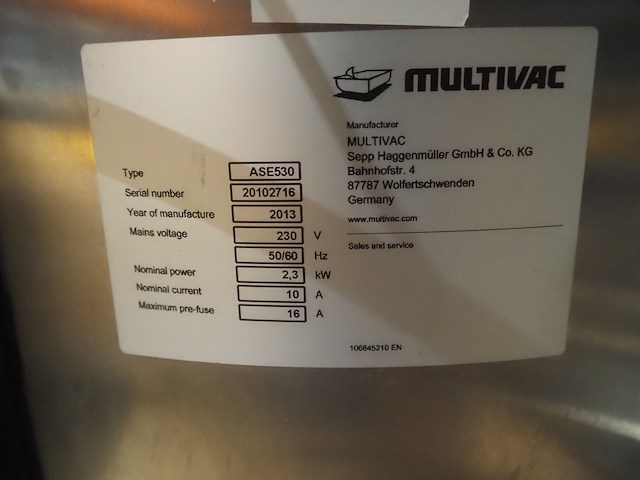 MULTIVAC
Manufacturer
MULTIVAC
Sepp Haggenmüller GmbH & Co. KG
Bahnhofstr. 4
87787 Wolfertschwenden
Germany
www.multivac.com
Sales and service
Type ASE530
Serial number 20102716
Year of manufacture 2013
Mains voltage 230 V
50/60 Hz
Nominal power 2,3 kW
Nominal current 10 A
Maximum pre-fuse 16 A
106845210 EN